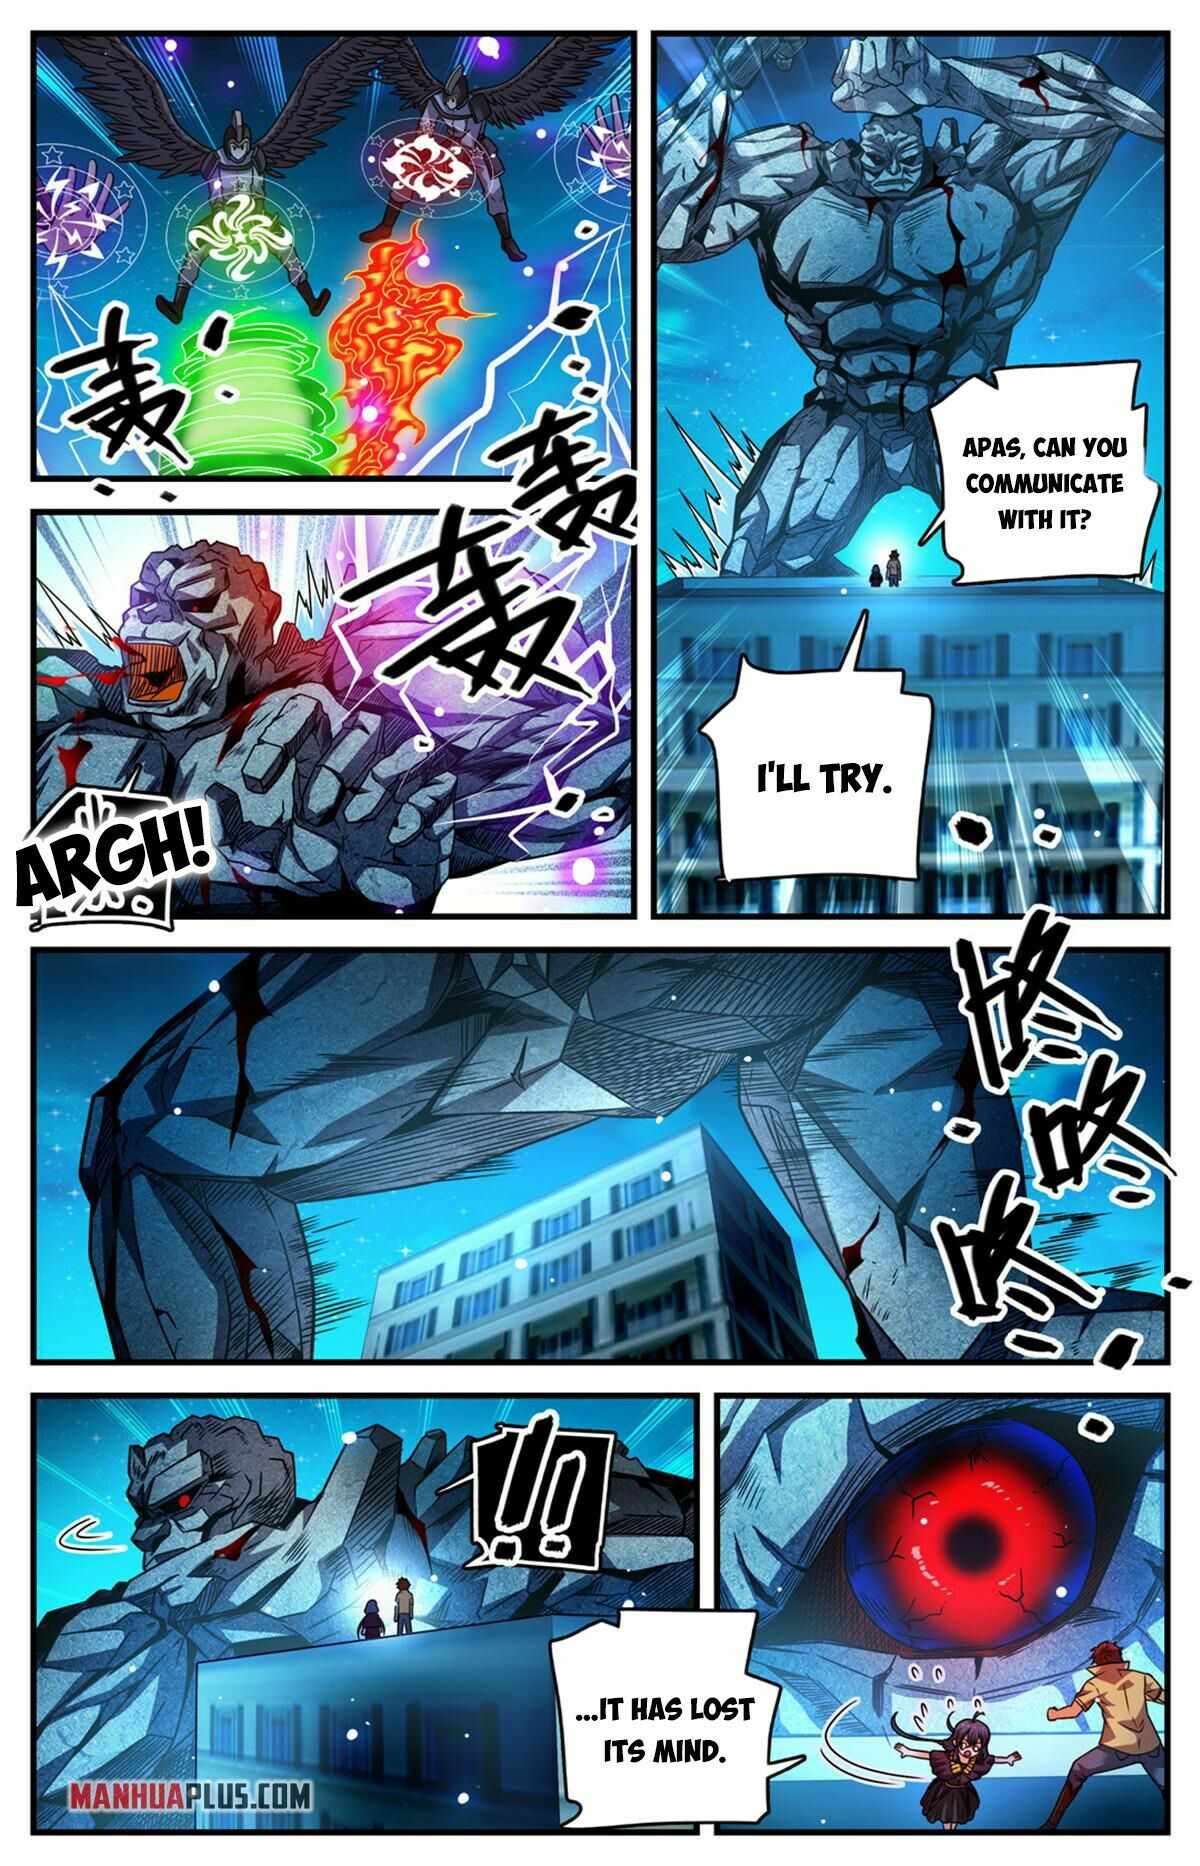 轰
轰
轰
ARGH!
APAS, CAN YOU
COMMUNICATE
WITH IT?
I'LL TRY.
咚
咚
咚
!!
...IT HAS LOST
ITS MIND.
MANHUAPLUS.COM